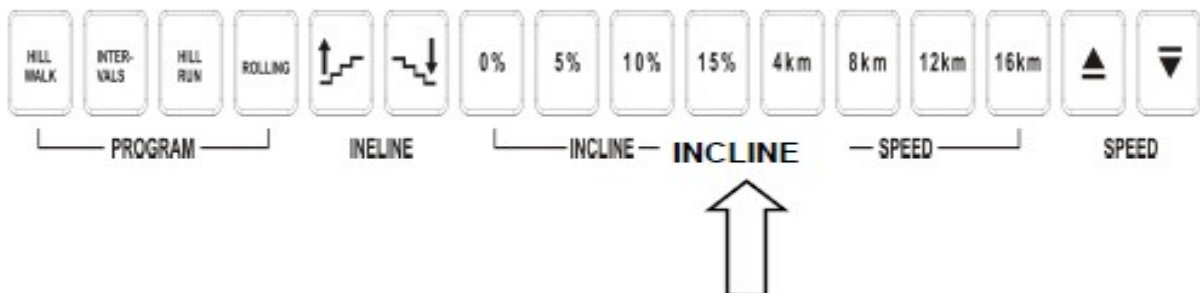 HILL WALK INTER-VALS HILL RUN ROLLING 0% 5% 10% 15% 4km 8km 12km 16km
PROGRAM INELINE INCLINE INCLINE SPEED SPEED